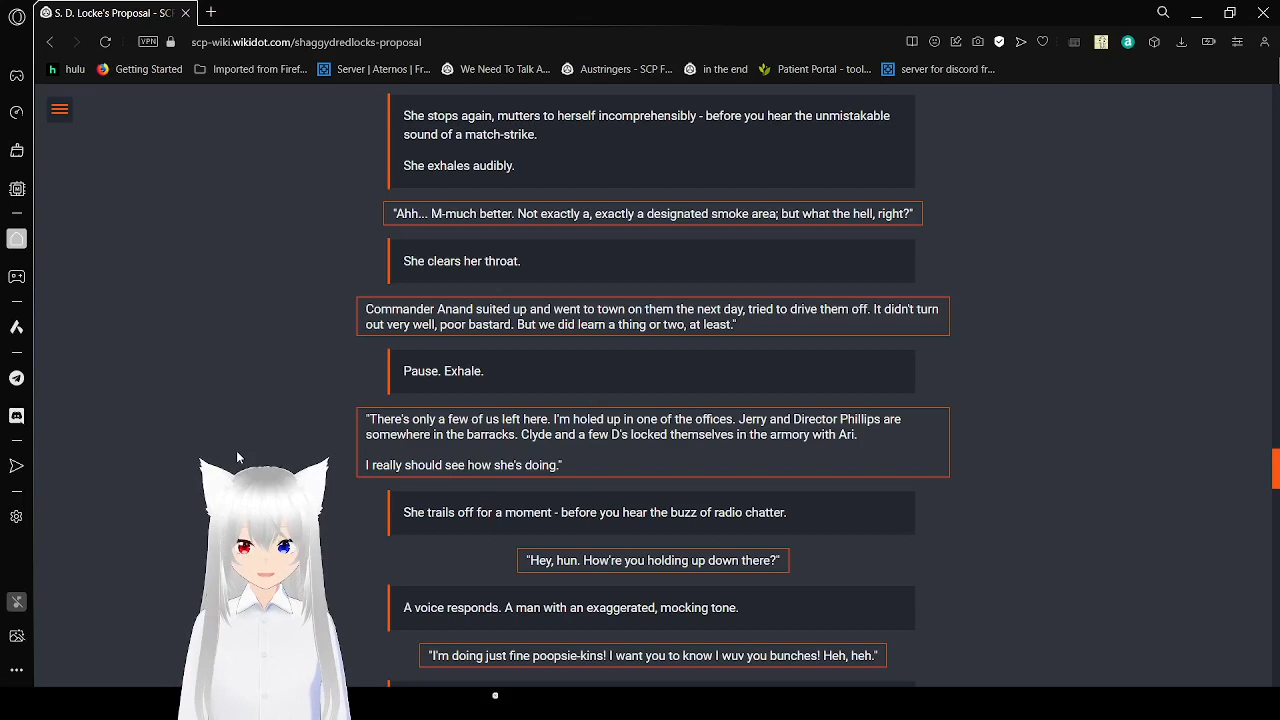 S. D. Locke's Proposal - SCP
scp-wiki.wikidot.com/shaggydredlocks-proposal
VPN
hulu
Getting Started
Imported from Firef...
Server | Aternos | Fr...
We Need To Talk A...
Austringers - SCP F...
in the end
Patient Portal - tool...
server for discord fr...
She stops again, mutters to herself incomprehensibly - before you hear the unmistakable
sound of a match-strike.
She exhales audibly.
"Ahh... M-much better. Not exactly a, exactly a designated smoke area; but what the hell, right?"
She clears her throat.
Commander Anand suited up and went to town on them the next day, tried to drive them off. It didn't turn
out very well, poor bastard. But we did learn a thing or two, at least."
Pause. Exhale.
"There's only a few of us left here. I'm holed up in one of the offices. Jerry and Director Phillips are
somewhere in the barracks. Clyde and a few D's locked themselves in the armory with Ari.
I really should see how she's doing."
She trails off for a moment - before you hear the buzz of radio chatter.
"Hey, hun. How're you holding up down there?"
A voice responds. A man with an exaggerated, mocking tone.
"I'm doing just fine poopsie-kins! I want you to know I wuv you bunches! Heh, heh."